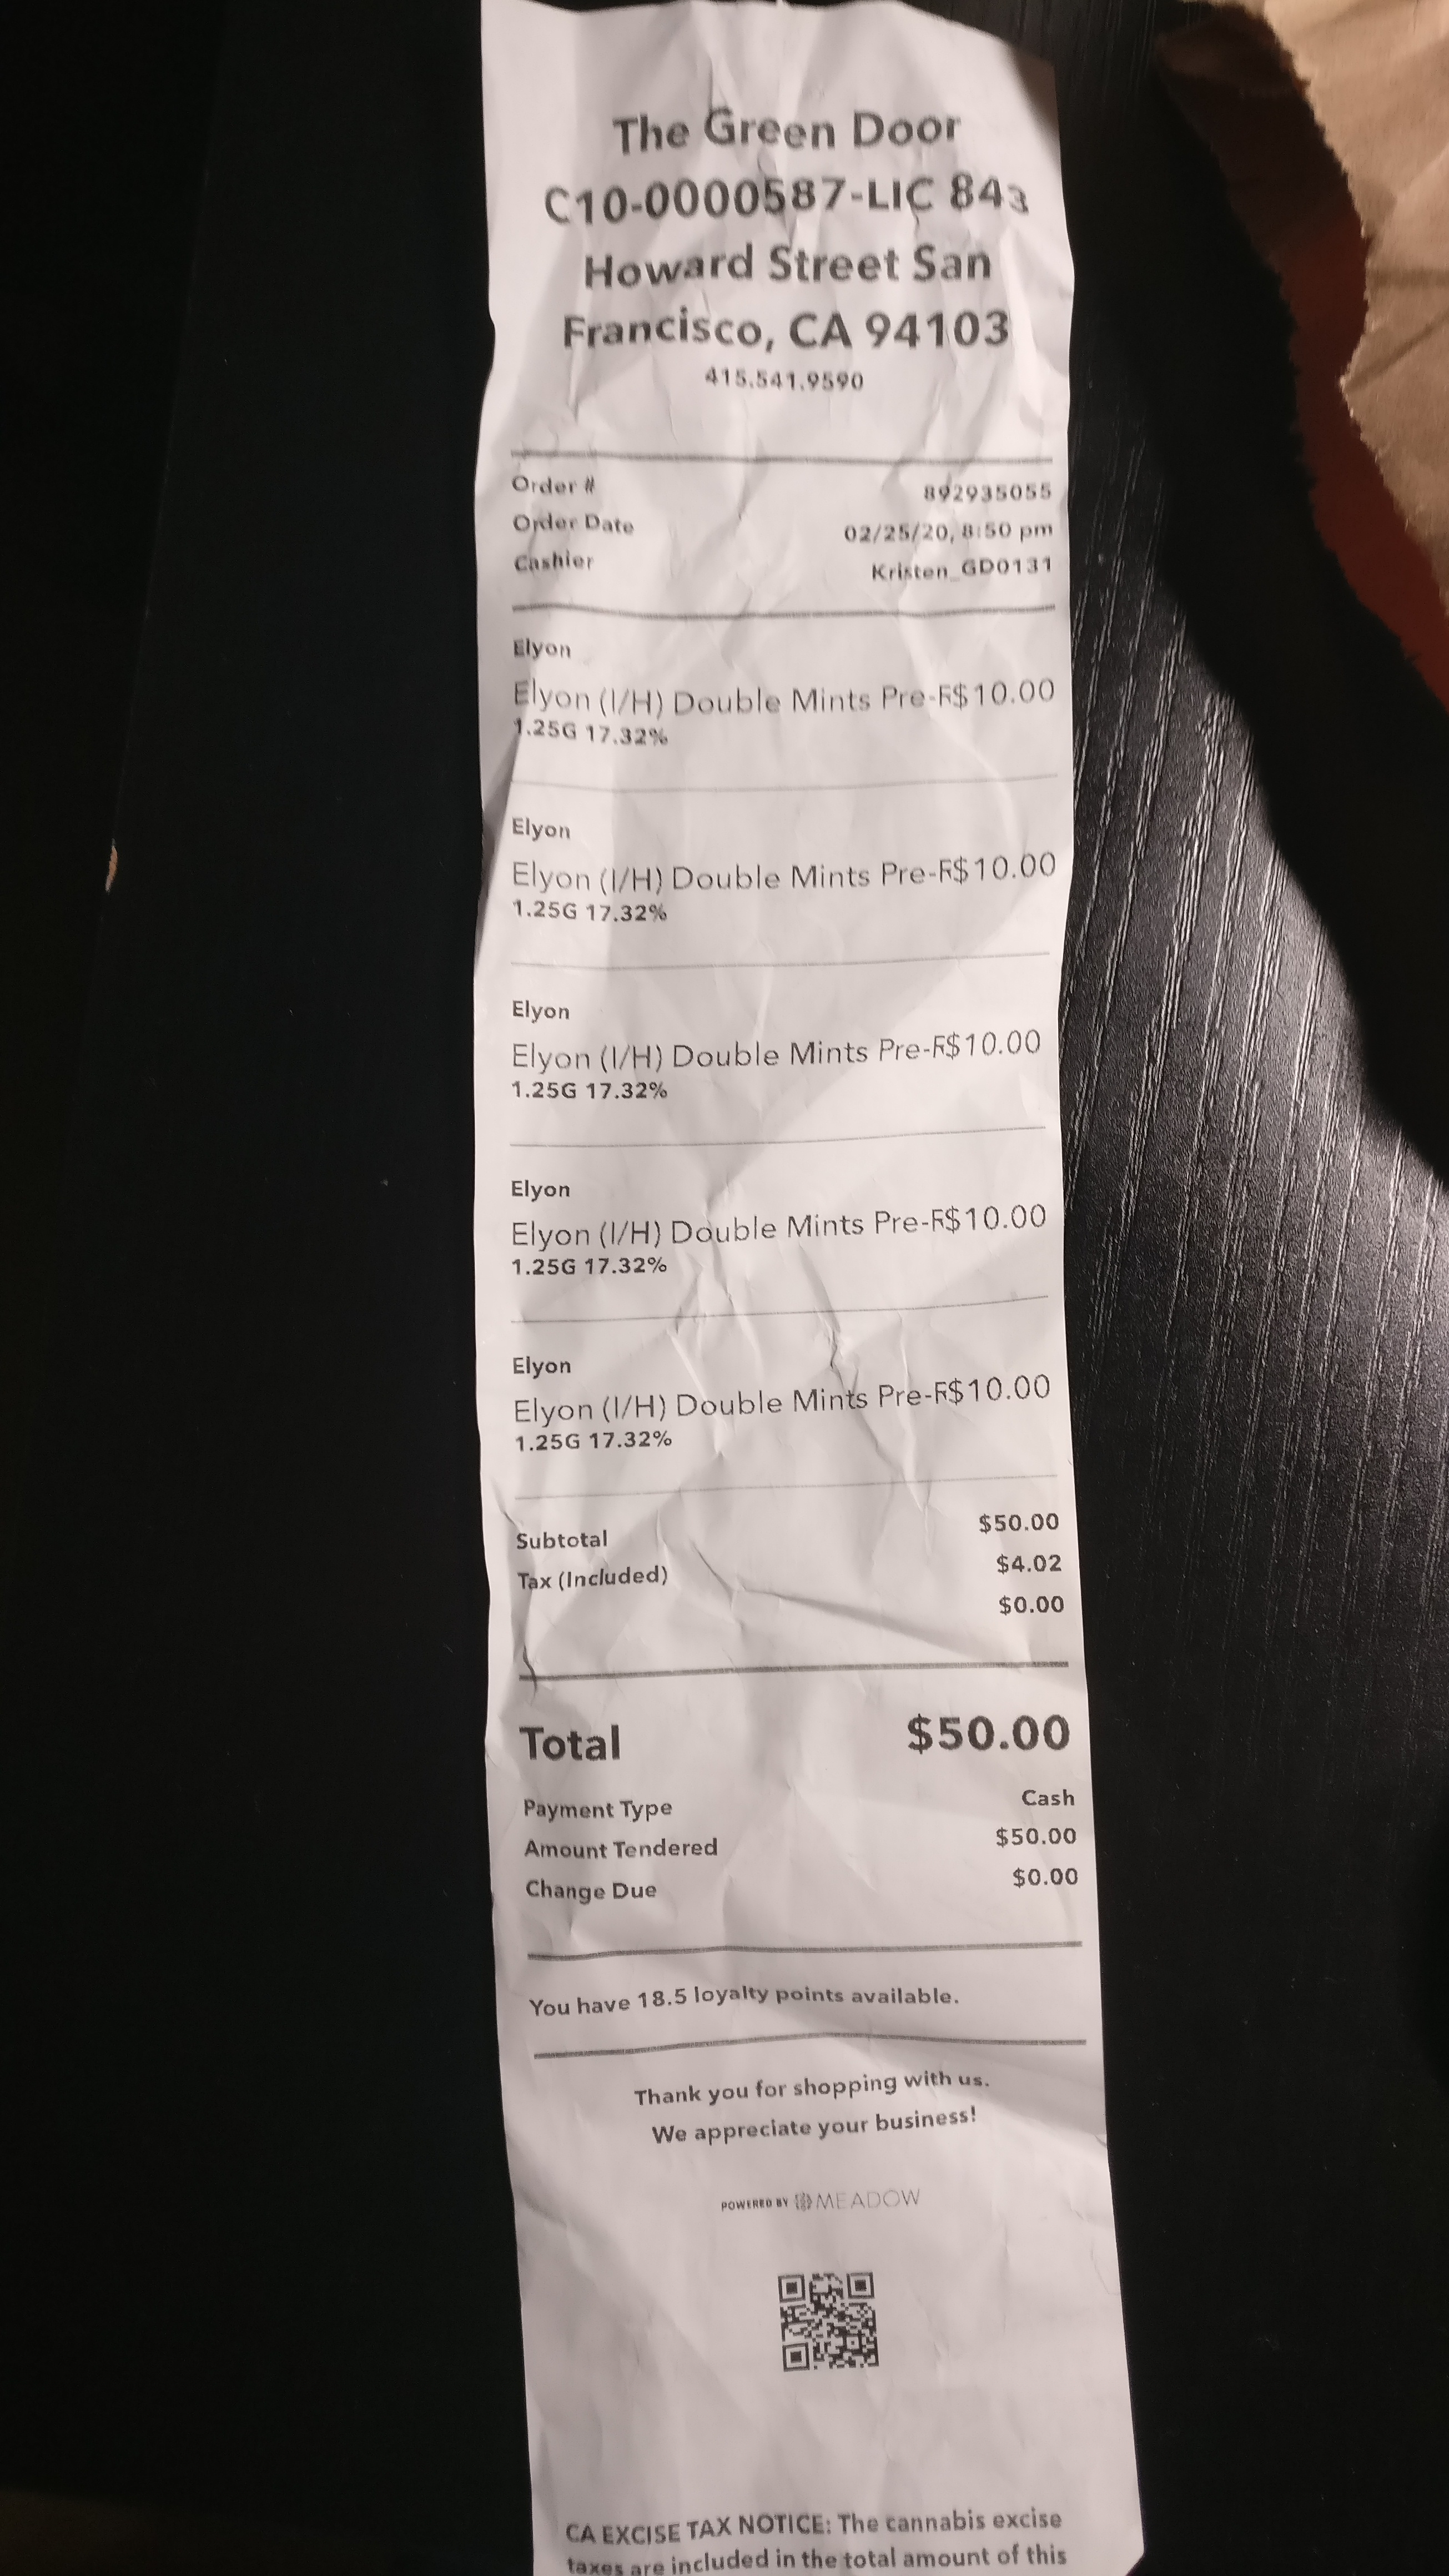 The Green Door
C10-0000587-LIC 843
Howard Street San
Francisco, CA 94103
415.541.9590
Order # 892935055
Order Date 02/25/20, 8:50 pm
Cashier Kristen_GD0131
Elyon
Elyon (I/H) Double Mints Pre-R$10.00
1.25G 17.32%
Elyon
Elyon (I/H) Double Mints Pre-R$10.00
1.25G 17.32%
Elyon
Elyon (I/H) Double Mints Pre-R$10.00
1.25G 17.32%
Elyon
Elyon (I/H) Double Mints Pre-R$10.00
1.25G 17.32%
Elyon
Elyon (I/H) Double Mints Pre-R$10.00
1.25G 17.32%
Subtotal $50.00
Tax (Included) $4.02
$0.00
Total $50.00
Payment Type Cash
Amount Tendered $50.00
Change Due $0.00
You have 18.5 loyalty points available.
Thank you for shopping with us.
We appreciate your business!
POWERED BY MEADOW
CA EXCISE TAX NOTICE: The cannabis excise
taxes are included in the total amount of this